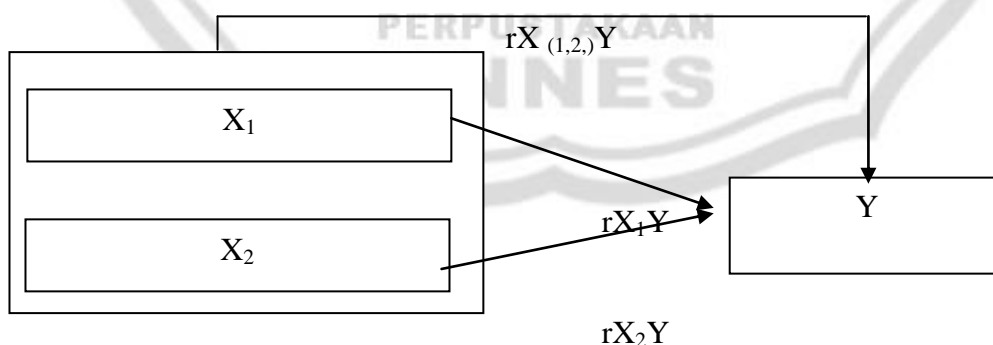 PERPUSTAKAAN
rX (1,2,)Y
NNES
X1
Y
rX1Y
X2
rX2Y